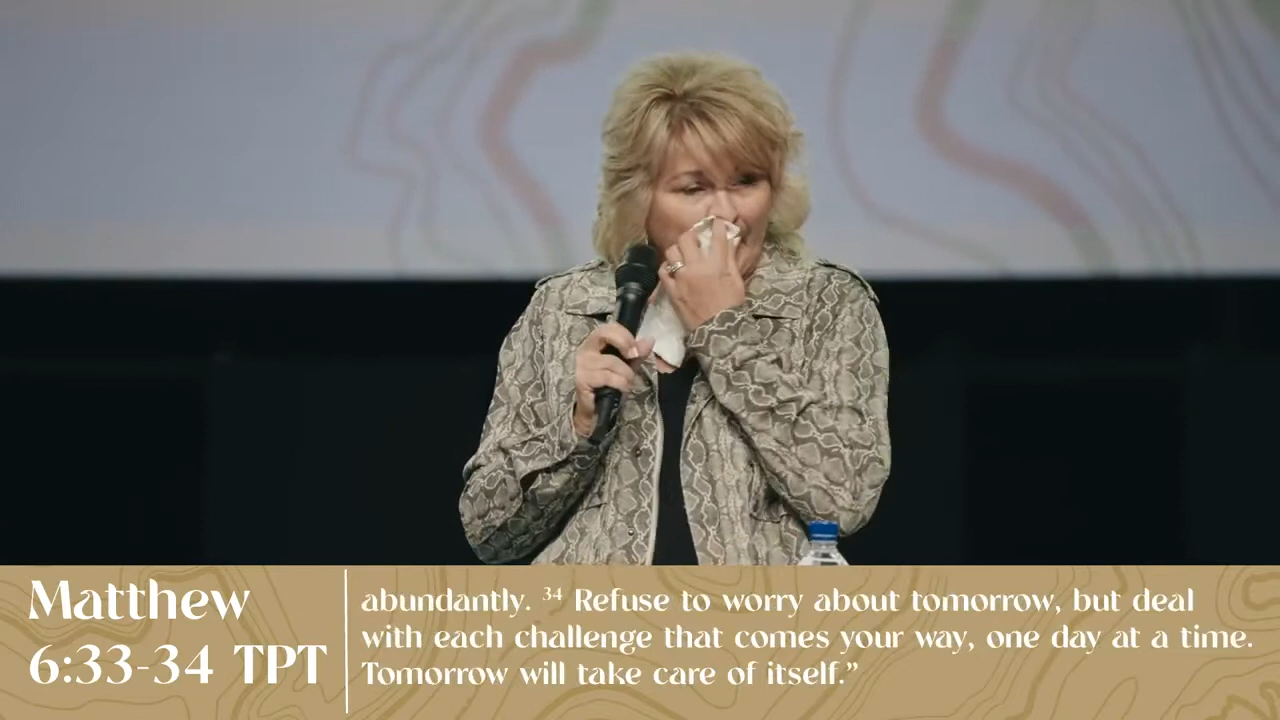 Matthew
6:33-34 TPT
abundantly. 34 Refuse to worry about tomorrow, but deal
with each challenge that comes your way, one day at a time.
Tomorrow will take care of itself.”